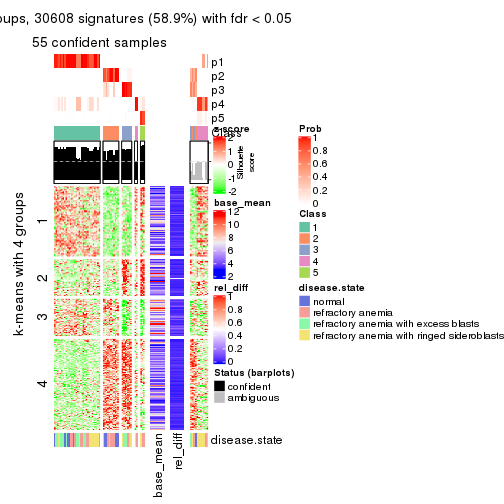 oups, 30608 signatures (58.9%) with fdr < 0.05
55 confident samples
p1
p2
p3
p4
p5
Class
Silhouette
score
1
2
3
4
k-means with 4 groups
disease.state
base_mean
rel_diff
z-score
2
1
0
-1
-2
base_mean
12
10
8
6
4
2
rel_diff
1
0.8
0.6
0.4
0.2
0
Status (barplots)
confident
ambiguous
Prob
1
0.8
0.6
0.4
0.2
0
Class
1
2
3
4
5
disease.state
normal
refractory anemia
refractory anemia with excess blasts
refractory anemia with ringed sideroblasts